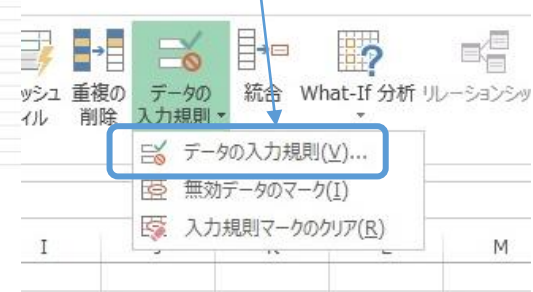 ッシュ 重複の データの 統合 What-If 分析 リレーションシッ
ィル 削除 入力規則
データの入力規則(V)...
無効データのマーク(I)
入力規則マークのクリア(R)
I M